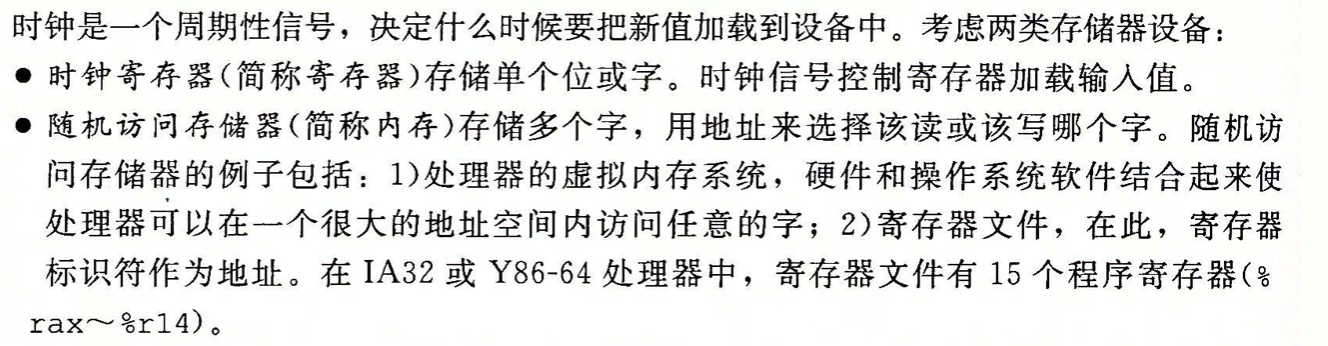 时钟是一个周期性信号，决定什么时候要把新值加载到设备中。考虑两类存储器设备：
● 时钟寄存器(简称寄存器)存储单个位或字。时钟信号控制寄存器加载输入值。
● 随机访问存储器(简称内存)存储多个字，用地址来选择该读或该写哪个字。随机访
问存储器的例子包括：1)处理器的虚拟内存系统，硬件和操作系统软件结合起来使
处理器可以在一个很大的地址空间内访问任意的字；2)寄存器文件，在此，寄存器
标识符作为地址。在 IA32 或 Y86-64 处理器中，寄存器文件有 15 个程序寄存器(%
rax～%r14)。